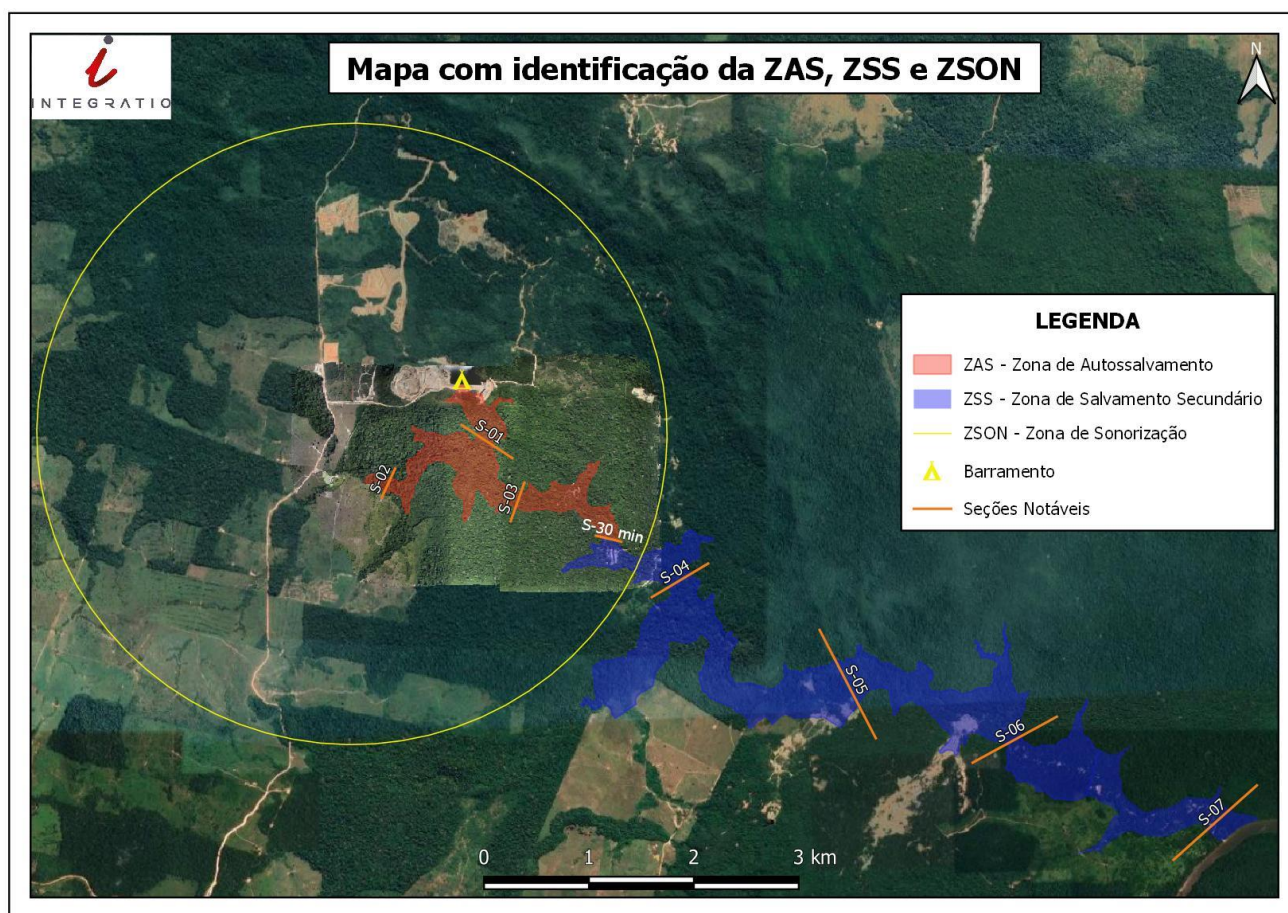 INTEGRATIO
Mapa com identificação da ZAS, ZSS e ZSON
N
LEGENDA
ZAS - Zona de Autossalvamento
ZSS - Zona de Salvamento Secundário
ZSON - Zona de Sonorização
Barramento
Seções Notáveis
S-01
S-02
S-03
S-30 min
S-04
S-05
S-06
S-07
0 1 2 3 km